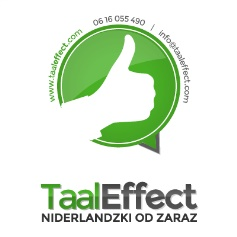 www.taaleffect.com 06 16 055 490 | info@taaleffect.com
TaalEffect
NIDERLANDZKI OD ZARAZ